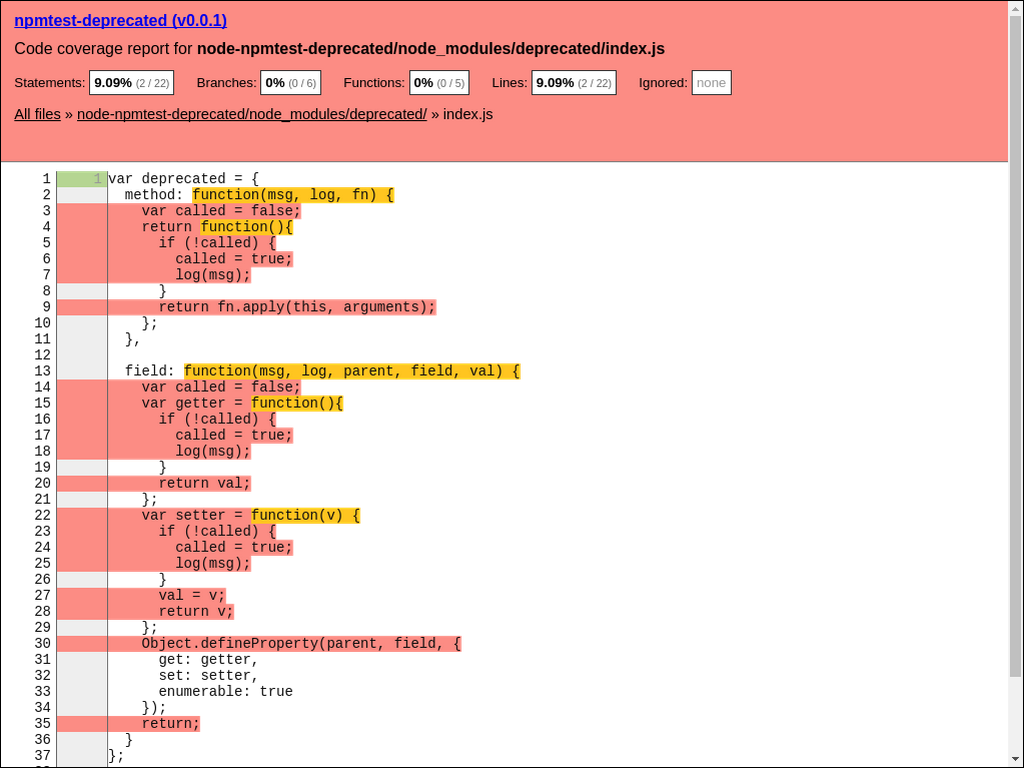 npmtest-deprecated (v0.0.1)
Code coverage report for node-npmtest-deprecated/node_modules/deprecated/index.js
Statements: 9.09% (2 / 22) Branches: 0% (0 / 6) Functions: 0% (0 / 5) Lines: 9.09% (2 / 22) Ignored: none
All files » node-npmtest-deprecated/node_modules/deprecated/ » index.js
1 1 var deprecated = {
2   method: function(msg, log, fn) {
3     var called = false;
4     return function(){
5       if (!called) {
6         called = true;
7         log(msg);
8       }
9       return fn.apply(this, arguments);
10     };
11   },
12
13   field: function(msg, log, parent, field, val) {
14     var called = false;
15     var getter = function(){
16       if (!called) {
17         called = true;
18         log(msg);
19       }
20       return val;
21     };
22     var setter = function(v) {
23       if (!called) {
24         called = true;
25         log(msg);
26       }
27       val = v;
28       return v;
29     };
30     Object.defineProperty(parent, field, {
31       get: getter,
32       set: setter,
33       enumerable: true
34     });
35     return;
36   }
37 };